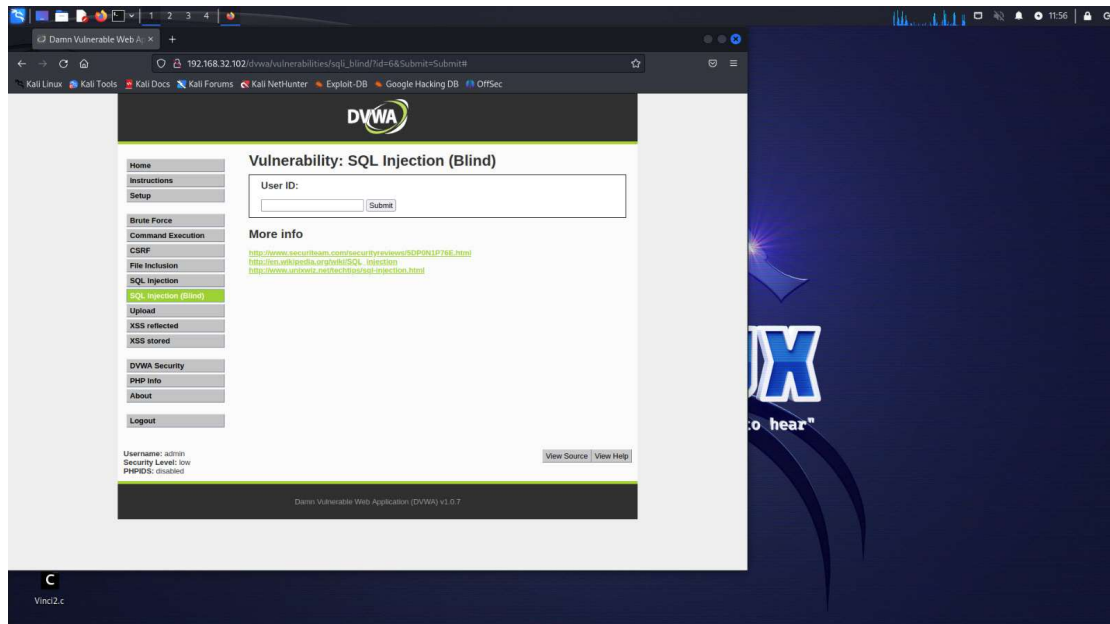 1 2 3 4
11:56
Damn Vulnerable Web Ap
192.168.32.102/dvwa/vulnerabilities/sqli_blind/?id=6&Submit=Submit#
Kali Linux Kali Tools Kali Docs Kali Forums Kali NetHunter Exploit-DB Google Hacking DB OffSec
DVWA
Home
Instructions
Setup
Brute Force
Command Execution
CSRF
File Inclusion
SQL Injection
SQL Injection (Blind)
Upload
XSS reflected
XSS stored
DVWA Security
PHP Info
About
Logout
Vulnerability: SQL Injection (Blind)
User ID:
Submit
More info
http://www.securiteam.com/securityreviews/5DP0N1P76E.html
http://en.wikipedia.org/wiki/SQL_injection
http://www.unixwiz.net/techtips/sql-injection.html
Username: admin
Security Level: low
PHPIDS: disabled
View Source View Help
Damn Vulnerable Web Application (DVWA) v1.0.7
UX
to hear"
C
Vinci2.c